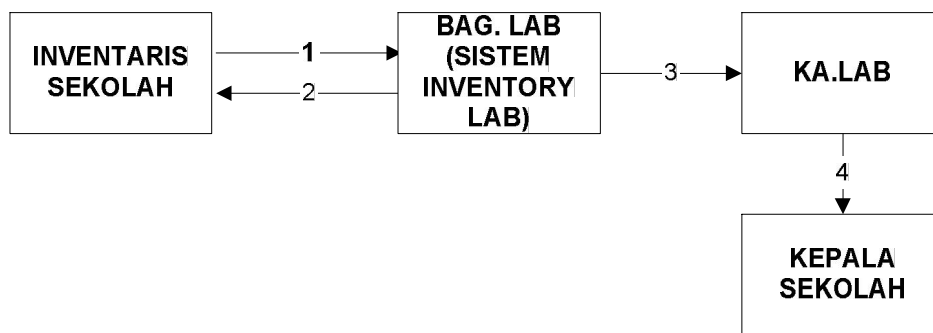 INVENTARIS
SEKOLAH
1
2
BAG. LAB
(SISTEM
INVENTORY
LAB)
3
KA.LAB
4
KEPALA
SEKOLAH